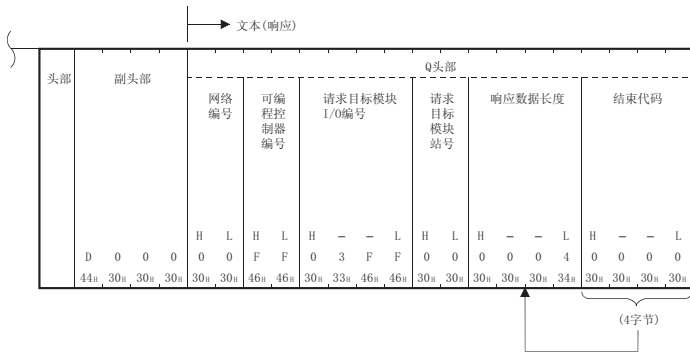 文本(响应)
Q头部
头部
副头部
网络
编号
可编
程控
制器
编号
请求目标模块
I/O编号
请求
目标
模块
站号
响应数据长度
结束代码
H L H L H － － L H L H － － L H － － L
D 0 0 0 0 0 F F 0 3 F F 0 0 0 0 0 4 0 0 0 0
44H 30H 30H 30H 30H 30H 46H 46H 30H 33H 46H 46H 30H 30H 30H 30H 30H 34H 30H 30H 30H 30H
(4字节)